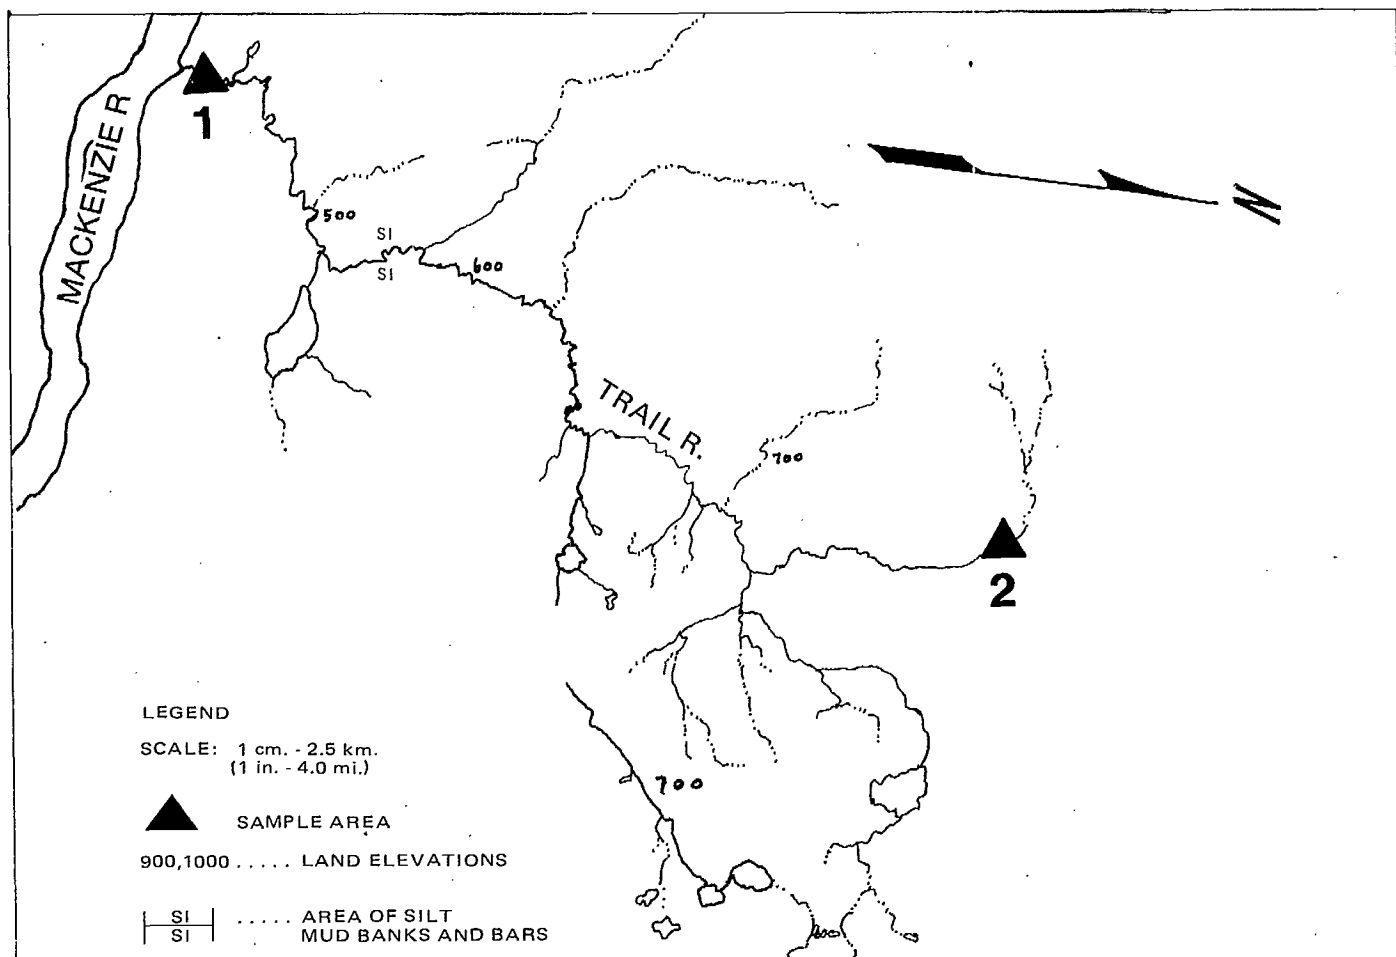 1
MACKENZIE R
N
500
SI
SI
600
TRAIL R.
700
2
700
LEGEND
SCALE: 1 cm. - 2.5 km.
(1 in. - 4.0 mi.)
SAMPLE AREA
900,1000 ..... LAND ELEVATIONS
SI
SI ..... AREA OF SILT
MUD BANKS AND BARS